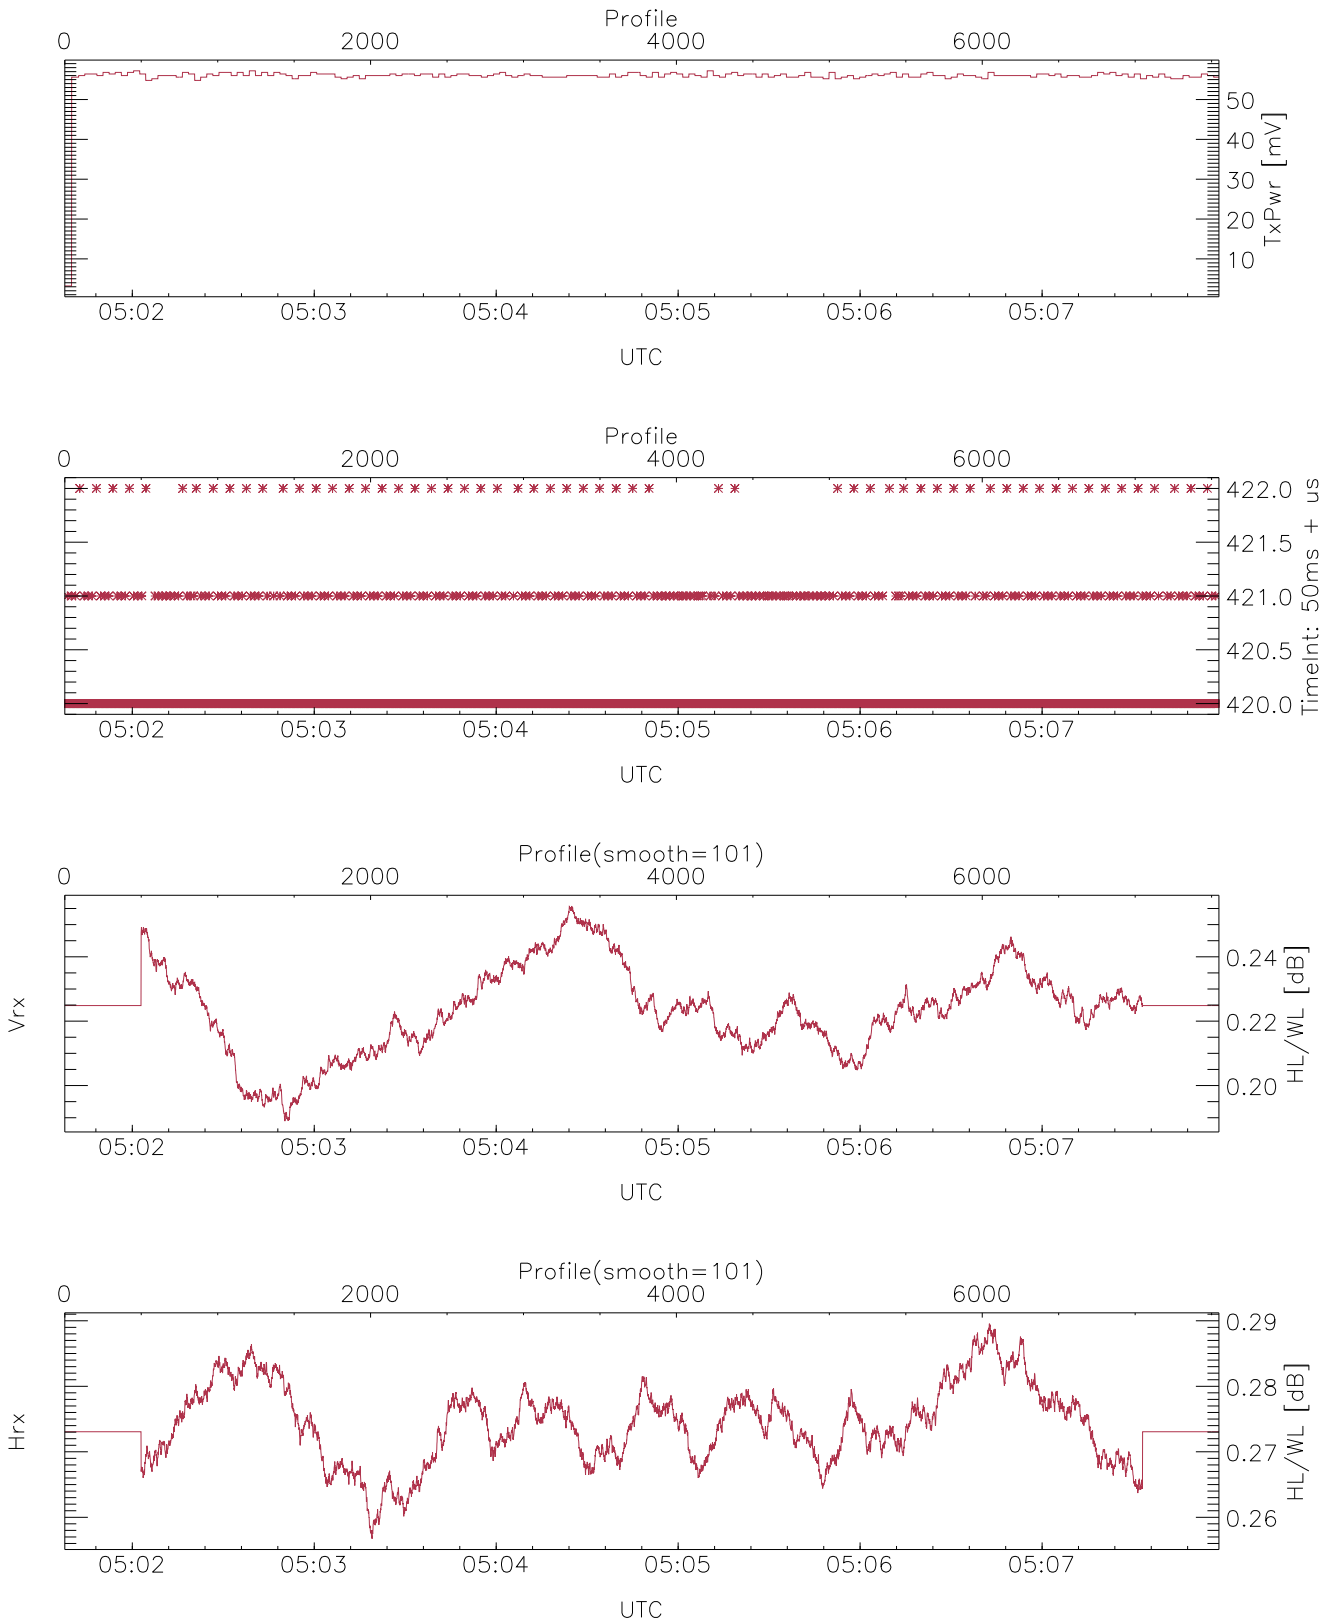 Profile
0 2000 4000 6000
50
40
30
20
10
TxPwr [mV]
05:02 05:03 05:04 05:05 05:06 05:07
UTC
Profile
0 2000 4000 6000
422.0
421.5
421.0
420.5
420.0
TimeInt: 50ms + us
05:02 05:03 05:04 05:05 05:06 05:07
UTC
Profile(smooth=101)
0 2000 4000 6000
Vrx
0.24
0.22
0.20
HL/WL [dB]
05:02 05:03 05:04 05:05 05:06 05:07
UTC
Profile(smooth=101)
0 2000 4000 6000
Hrx
0.29
0.28
0.27
0.26
HL/WL [dB]
05:02 05:03 05:04 05:05 05:06 05:07
UTC